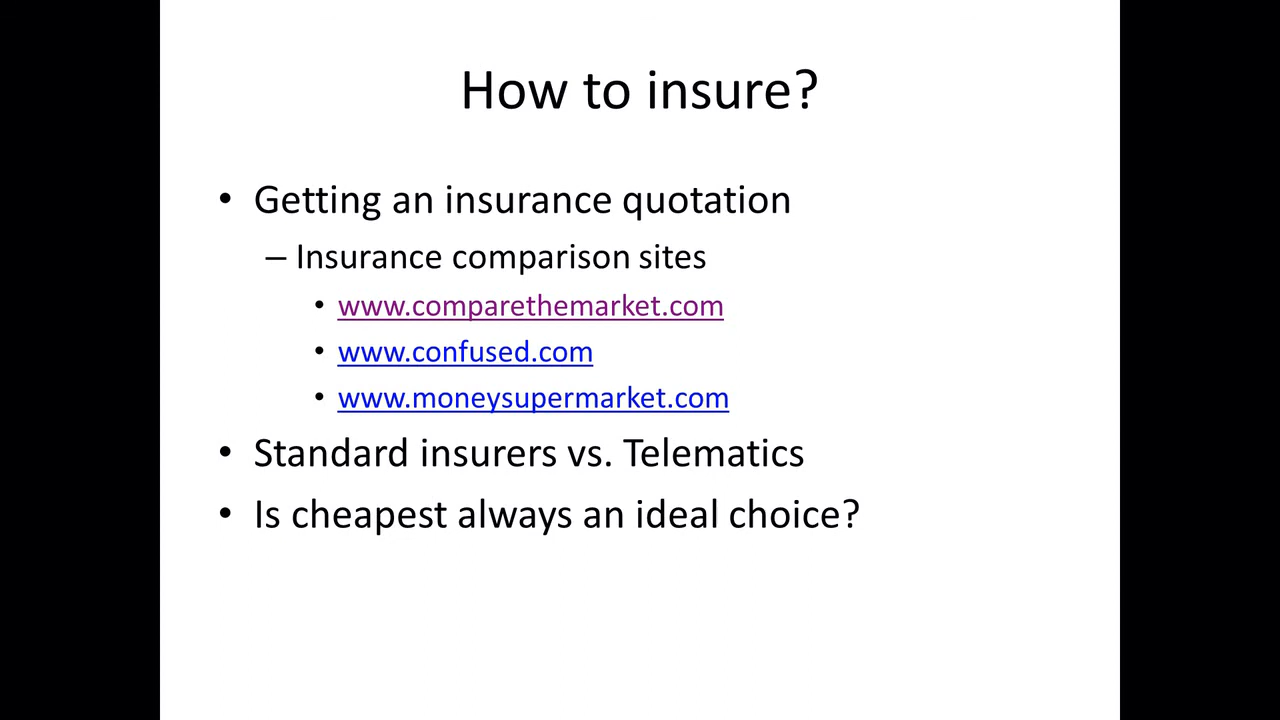 How to insure?
• Getting an insurance quotation
– Insurance comparison sites
• www.comparethemarket.com
• www.confused.com
• www.moneysupermarket.com
• Standard insurers vs. Telematics
• Is cheapest always an ideal choice?